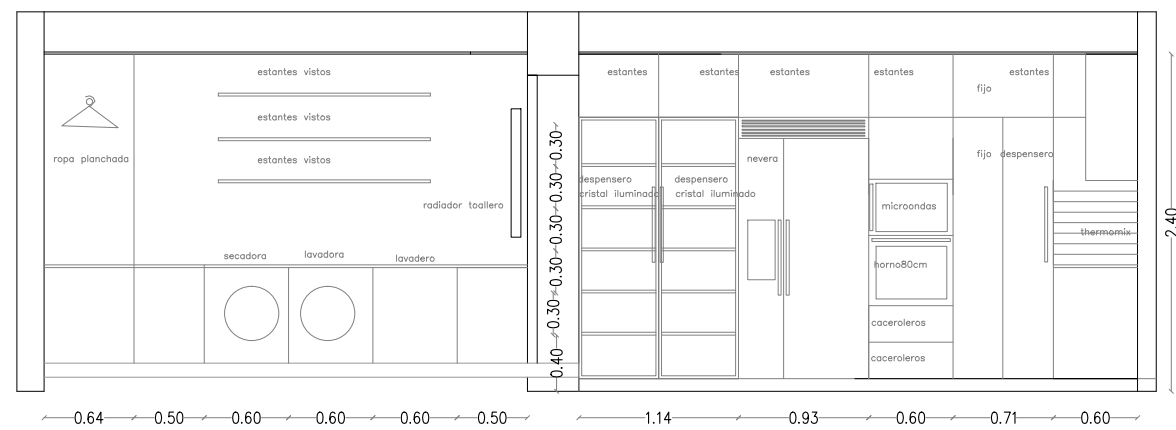 estantes vistos
estantes vistos
estantes vistos
ropa planchada
radiador toallero
secadora
lavadora
lavadero
estantes
estantes
estantes
estantes
estantes
fijo
fijo
despensero
nevera
despensero
cristal iluminado
despensero
cristal iluminado
microondas
horno80cm
caceroleros
caceroleros
thermomix
0.30
0.30
0.30
0.30
0.30
0.40
2.40
0.64
0.50
0.60
0.60
0.60
0.50
1.14
0.93
0.60
0.71
0.60